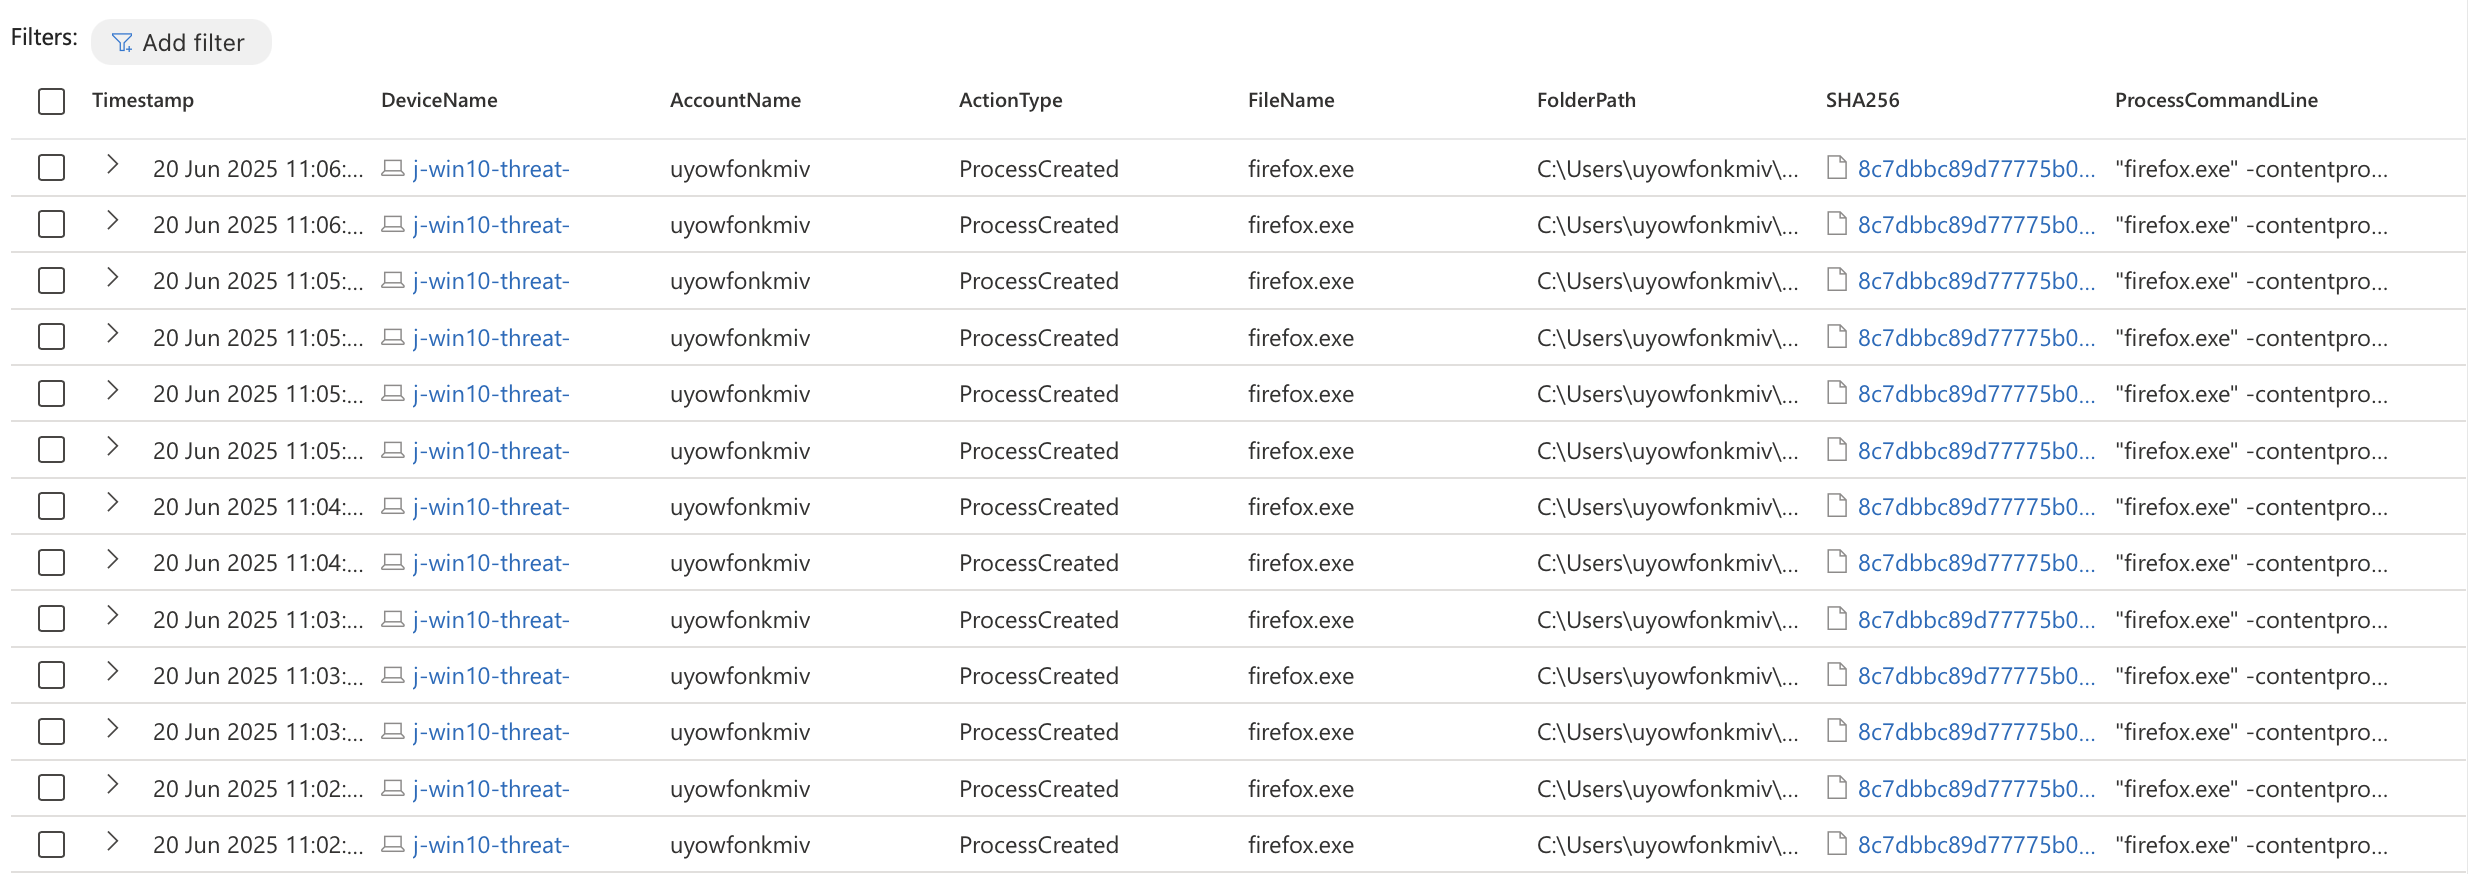 Filters: Add filter
Timestamp DeviceName AccountName ActionType FileName FolderPath SHA256 ProcessCommandLine
20 Jun 2025 11:06:... j-win10-threat- uyowfonkmiv ProcessCreated firefox.exe C:\Users\uyowfonkmiv\... 8c7dbbc89d77775b0... "firefox.exe" -contentpro...
20 Jun 2025 11:06:... j-win10-threat- uyowfonkmiv ProcessCreated firefox.exe C:\Users\uyowfonkmiv\... 8c7dbbc89d77775b0... "firefox.exe" -contentpro...
20 Jun 2025 11:05:... j-win10-threat- uyowfonkmiv ProcessCreated firefox.exe C:\Users\uyowfonkmiv\... 8c7dbbc89d77775b0... "firefox.exe" -contentpro...
20 Jun 2025 11:05:... j-win10-threat- uyowfonkmiv ProcessCreated firefox.exe C:\Users\uyowfonkmiv\... 8c7dbbc89d77775b0... "firefox.exe" -contentpro...
20 Jun 2025 11:05:... j-win10-threat- uyowfonkmiv ProcessCreated firefox.exe C:\Users\uyowfonkmiv\... 8c7dbbc89d77775b0... "firefox.exe" -contentpro...
20 Jun 2025 11:05:... j-win10-threat- uyowfonkmiv ProcessCreated firefox.exe C:\Users\uyowfonkmiv\... 8c7dbbc89d77775b0... "firefox.exe" -contentpro...
20 Jun 2025 11:04:... j-win10-threat- uyowfonkmiv ProcessCreated firefox.exe C:\Users\uyowfonkmiv\... 8c7dbbc89d77775b0... "firefox.exe" -contentpro...
20 Jun 2025 11:04:... j-win10-threat- uyowfonkmiv ProcessCreated firefox.exe C:\Users\uyowfonkmiv\... 8c7dbbc89d77775b0... "firefox.exe" -contentpro...
20 Jun 2025 11:03:... j-win10-threat- uyowfonkmiv ProcessCreated firefox.exe C:\Users\uyowfonkmiv\... 8c7dbbc89d77775b0... "firefox.exe" -contentpro...
20 Jun 2025 11:03:... j-win10-threat- uyowfonkmiv ProcessCreated firefox.exe C:\Users\uyowfonkmiv\... 8c7dbbc89d77775b0... "firefox.exe" -contentpro...
20 Jun 2025 11:03:... j-win10-threat- uyowfonkmiv ProcessCreated firefox.exe C:\Users\uyowfonkmiv\... 8c7dbbc89d77775b0... "firefox.exe" -contentpro...
20 Jun 2025 11:02:... j-win10-threat- uyowfonkmiv ProcessCreated firefox.exe C:\Users\uyowfonkmiv\... 8c7dbbc89d77775b0... "firefox.exe" -contentpro...
20 Jun 2025 11:02:... j-win10-threat- uyowfonkmiv ProcessCreated firefox.exe C:\Users\uyowfonkmiv\... 8c7dbbc89d77775b0... "firefox.exe" -contentpro...